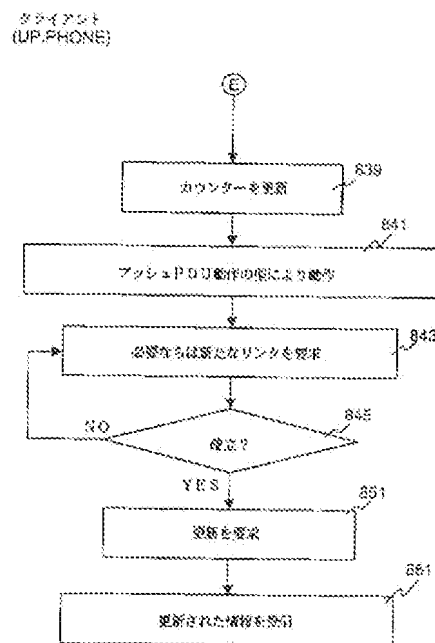 クライアント
(UP.PHONE)
E
839
カウンターを更新
841
プッシュPDU動作の型により動作
843
必要ならば新たなリンクを要求
845
確立？
NO
YES
851
更新を要求
861
更新された情報を受信